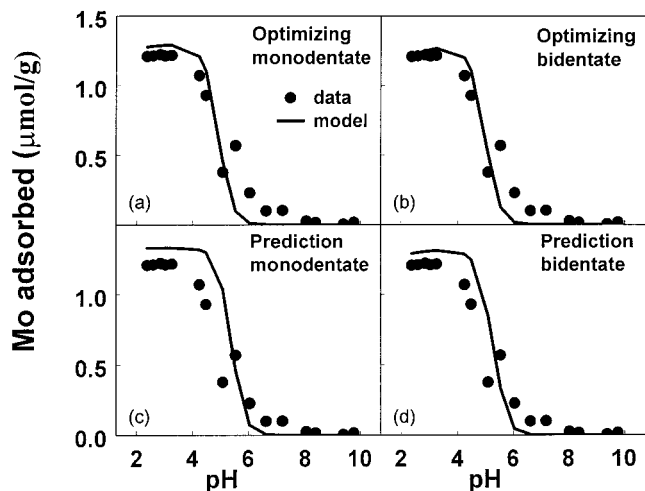 Mo adsorbed (μmol/g)
1.5
1.0
0.5
Optimizing
monodentate
data
model
(a)
Optimizing
bidentate
(b)
1.0
0.5
0.0
Prediction
monodentate
(c)
Prediction
bidentate
(d)
2 4 6 8 10
2 4 6 8 10
pH
pH